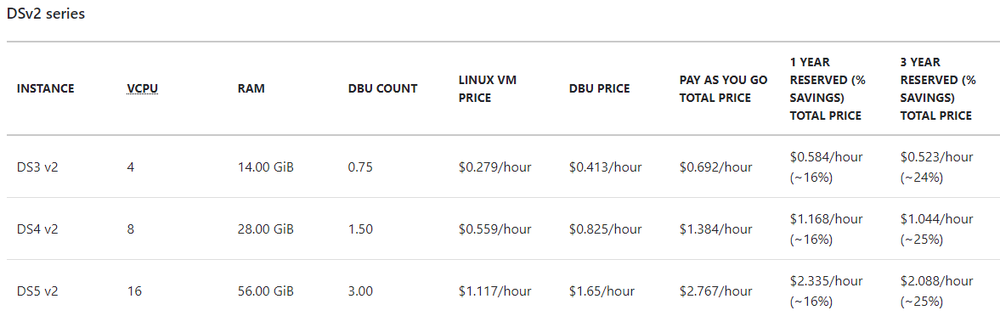 DSv2 series
INSTANCE VCPU RAM DBU COUNT LINUX VM PRICE DBU PRICE PAY AS YOU GO TOTAL PRICE 1 YEAR RESERVED (% SAVINGS) TOTAL PRICE 3 YEAR RESERVED (% SAVINGS) TOTAL PRICE
DS3 v2 4 14.00 GiB 0.75 $0.279/hour $0.413/hour $0.692/hour $0.584/hour (~16%) $0.523/hour (~24%)
DS4 v2 8 28.00 GiB 1.50 $0.559/hour $0.825/hour $1.384/hour $1.168/hour (~16%) $1.044/hour (~25%)
DS5 v2 16 56.00 GiB 3.00 $1.117/hour $1.65/hour $2.767/hour $2.335/hour (~16%) $2.088/hour (~25%)